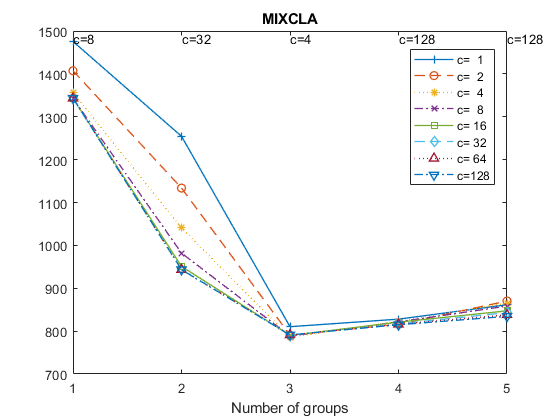 MIXCLA
1500
c=8
c=32
c=4
c=128
c=128
1400
1300
1200
1100
1000
900
800
700
c= 1
c= 2
c= 4
c= 8
c= 16
c= 32
c= 64
c=128
1
2
3
4
5
Number of groups